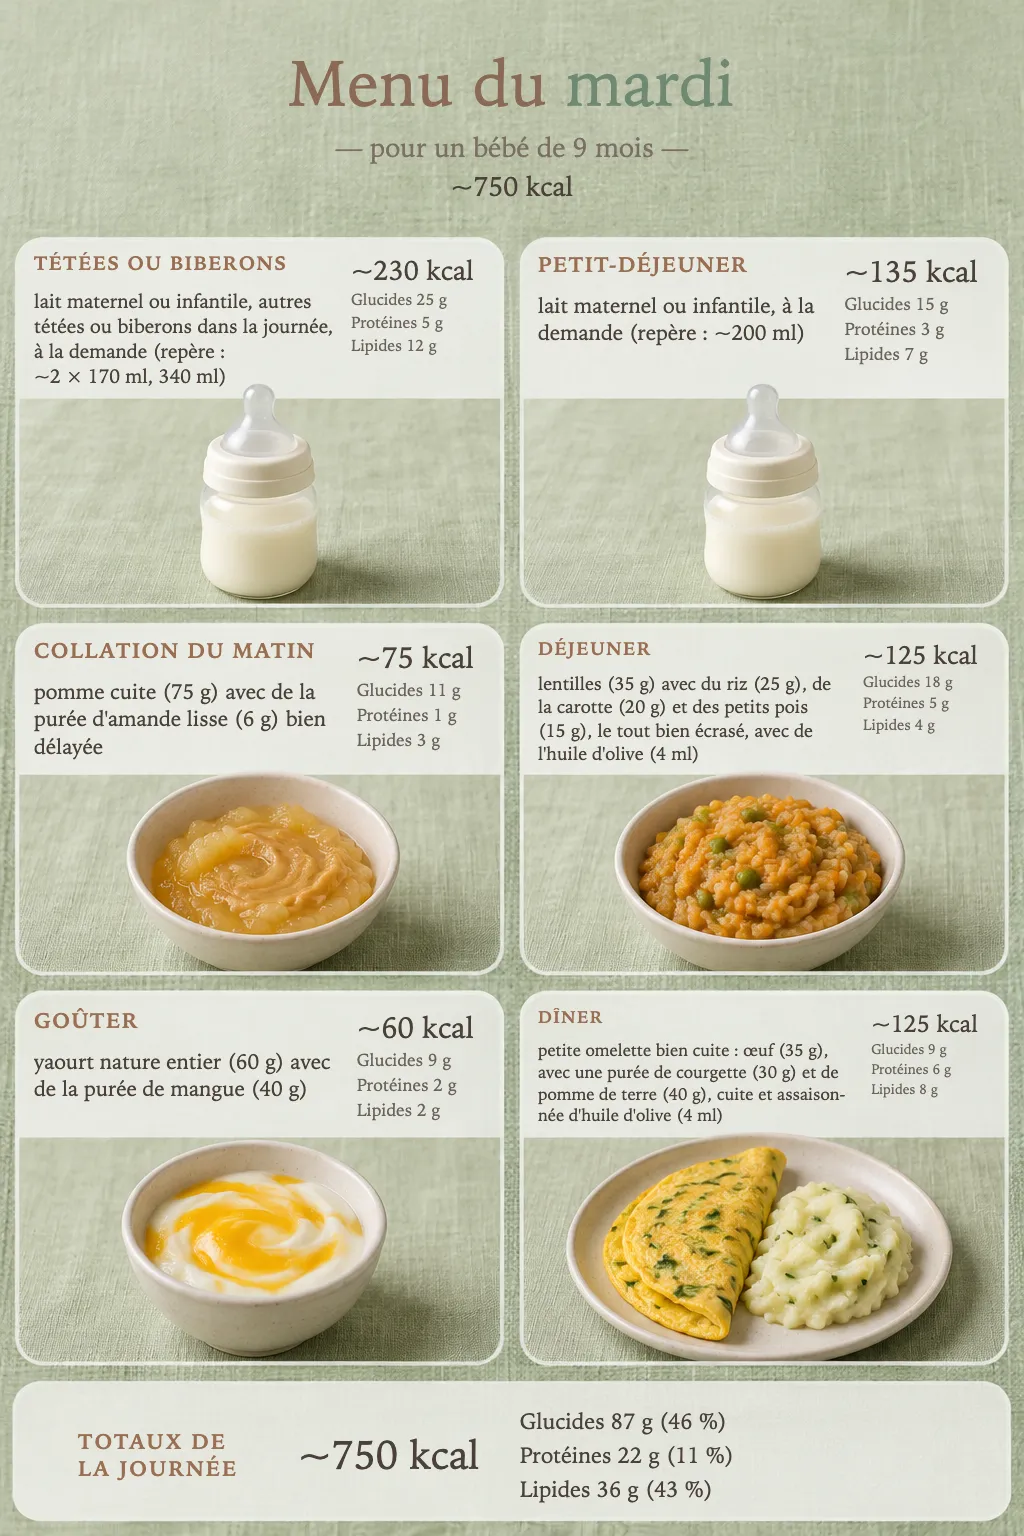 Menu du mardi
— pour un bébé de 9 mois —
~750 kcal
TÉTÉES OU BIBERONS
lait maternel ou infantile, autres
tétées ou biberons dans la journée,
à la demande (repère :
~2 × 170 ml, 340 ml)
~230 kcal
Glucides 25 g
Protéines 5 g
Lipides 12 g
PETIT-DÉJEUNER
lait maternel ou infantile, à la
demande (repère : ~200 ml)
~135 kcal
Glucides 15 g
Protéines 3 g
Lipides 7 g
COLLATION DU MATIN
pomme cuite (75 g) avec de la
purée d'amande lisse (6 g) bien
délayée
~75 kcal
Glucides 11 g
Protéines 1 g
Lipides 3 g
DÉJEUNER
lentilles (35 g) avec du riz (25 g), de
la carotte (20 g) et des petits pois
(15 g), le tout bien écrasé, avec de
l'huile d'olive (4 ml)
~125 kcal
Glucides 18 g
Protéines 5 g
Lipides 4 g
GOÛTER
yaourt nature entier (60 g) avec
de la purée de mangue (40 g)
~60 kcal
Glucides 9 g
Protéines 2 g
Lipides 2 g
DÎNER
petite omelette bien cuite : œuf (35 g),
avec une purée de courgette (30 g) et de
pomme de terre (40 g), cuite et assaison-
née d'huile d'olive (4 ml)
~125 kcal
Glucides 9 g
Protéines 6 g
Lipides 8 g
TOTAUX DE
LA JOURNÉE
~750 kcal
Glucides 87 g (46 %)
Protéines 22 g (11 %)
Lipides 36 g (43 %)